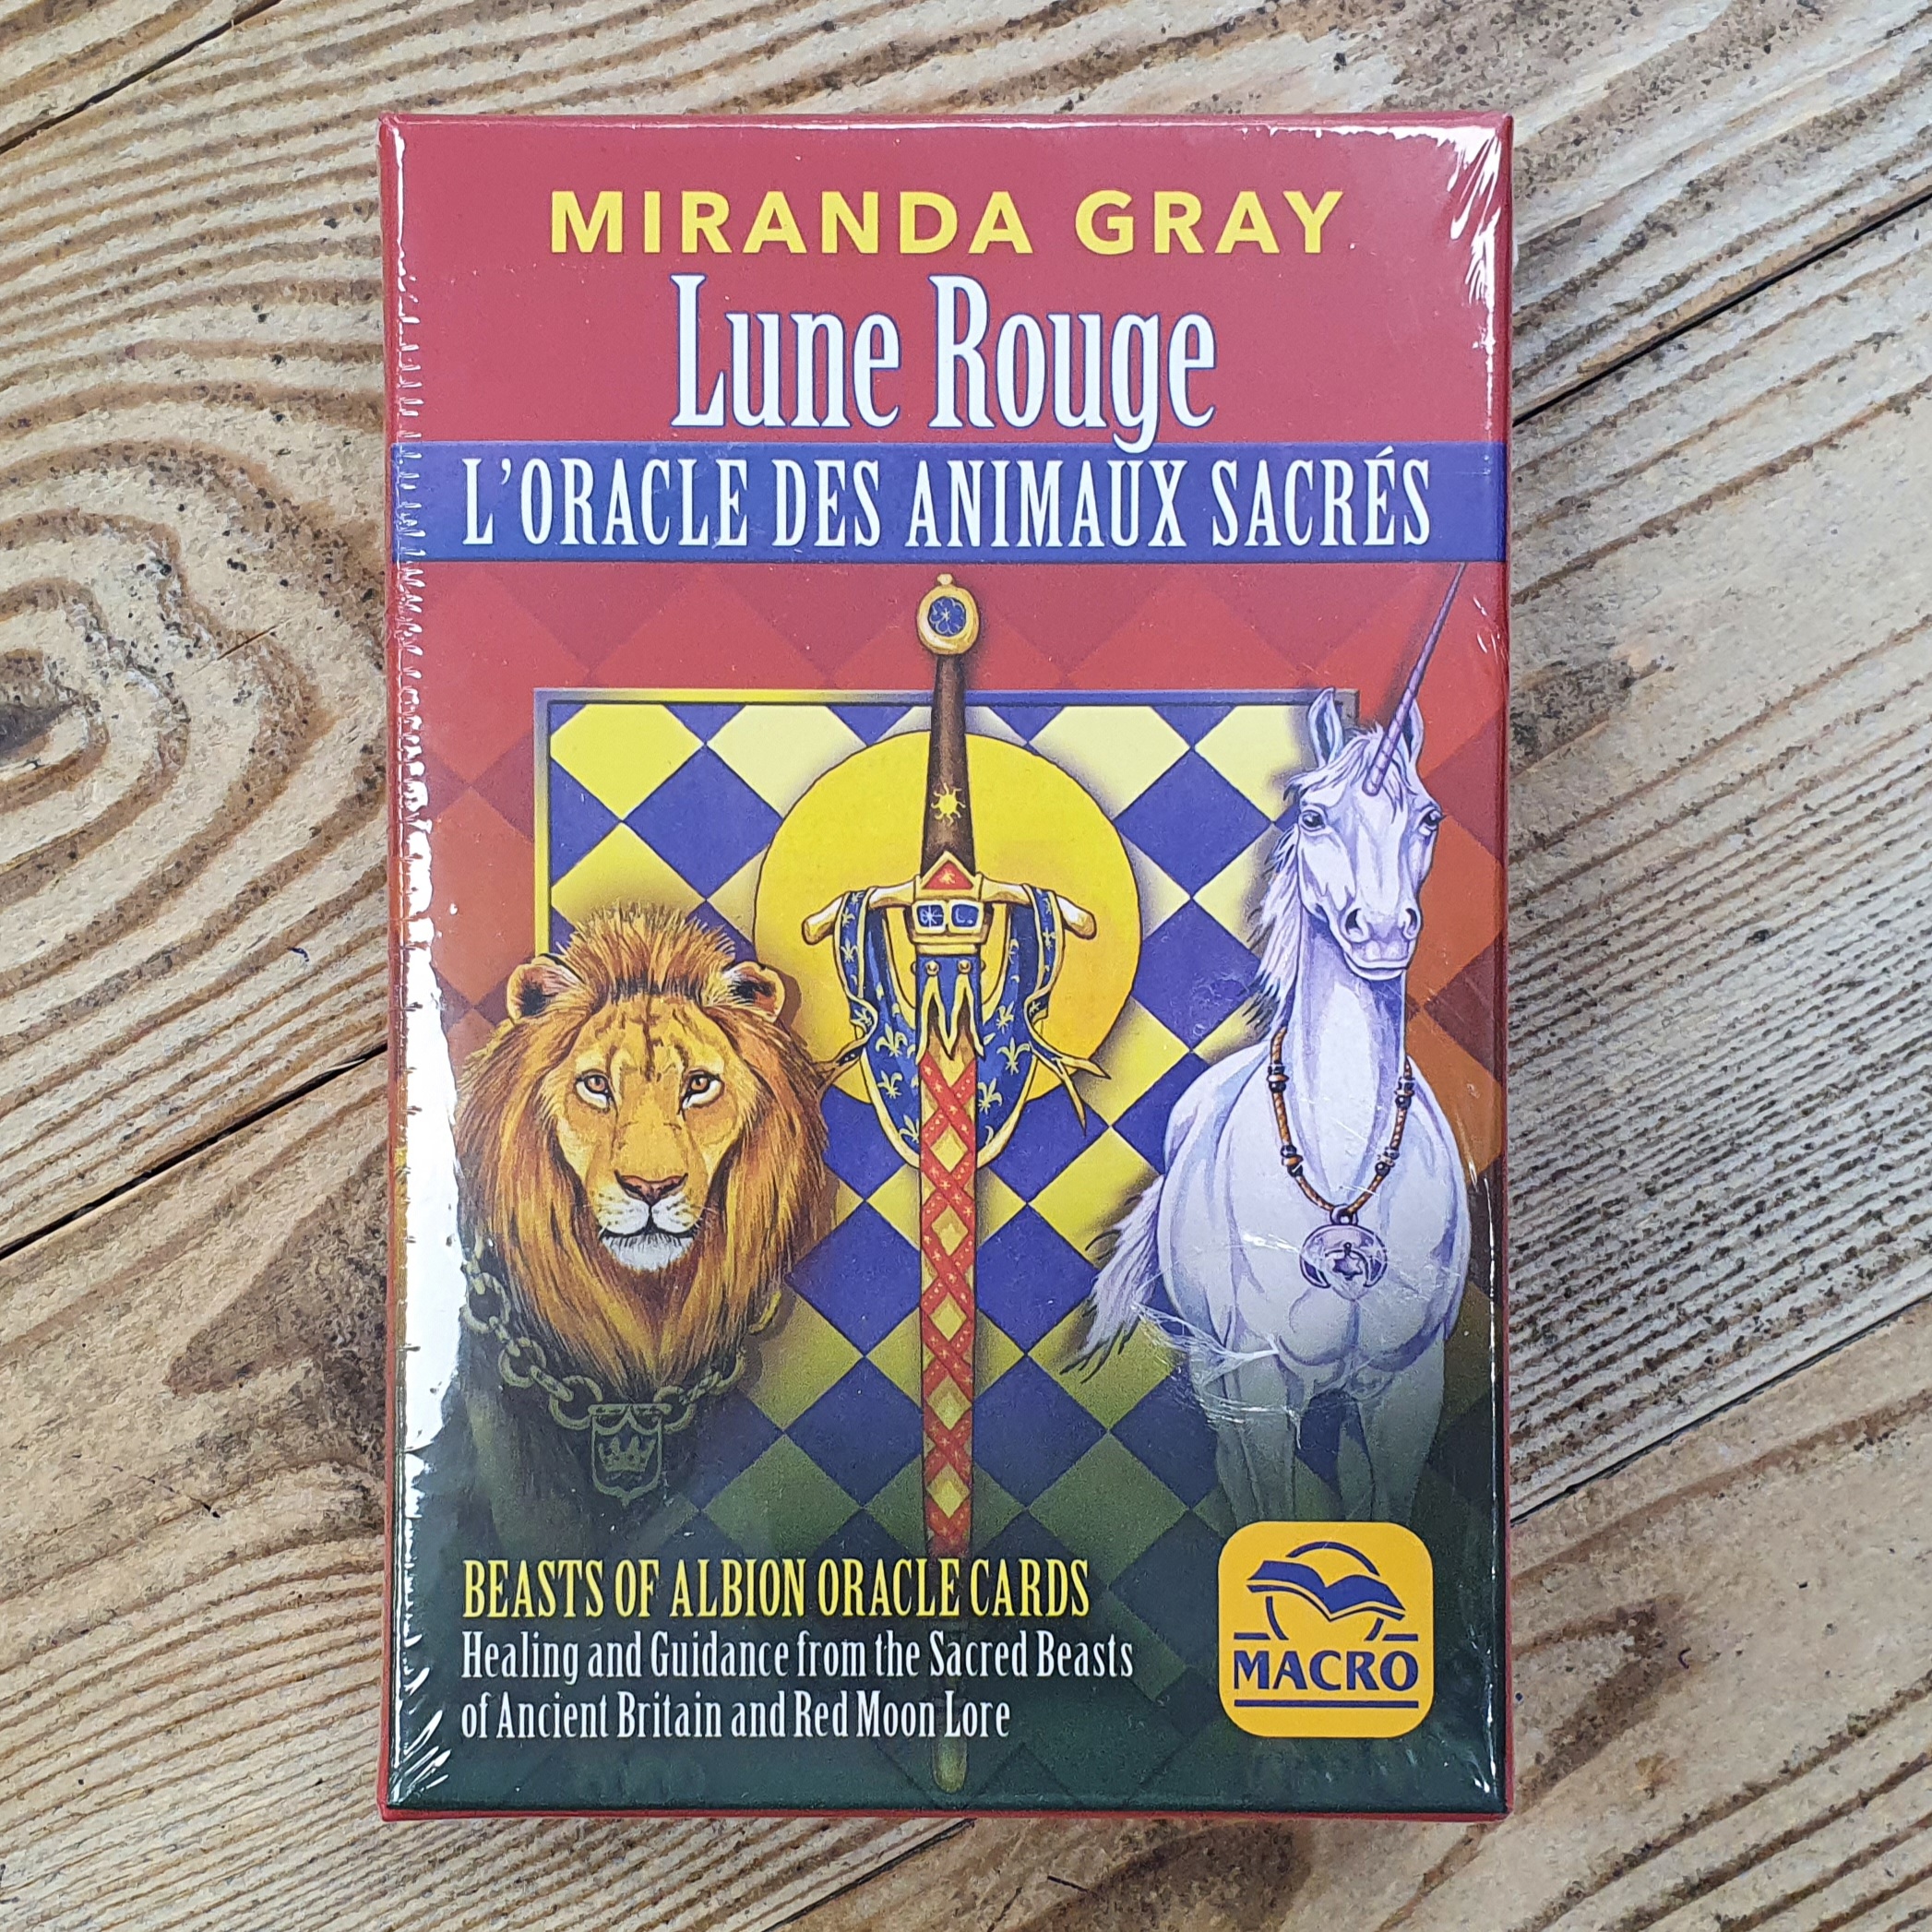 MIRANDA GRAY
Lune Rouge
L'ORACLE DES ANIMAUX SACRÉS
BEASTS OF ALBION ORACLE CARDS
Healing and Guidance from the Sacred Beasts
of Ancient Britain and Red Moon Lore
MACRO